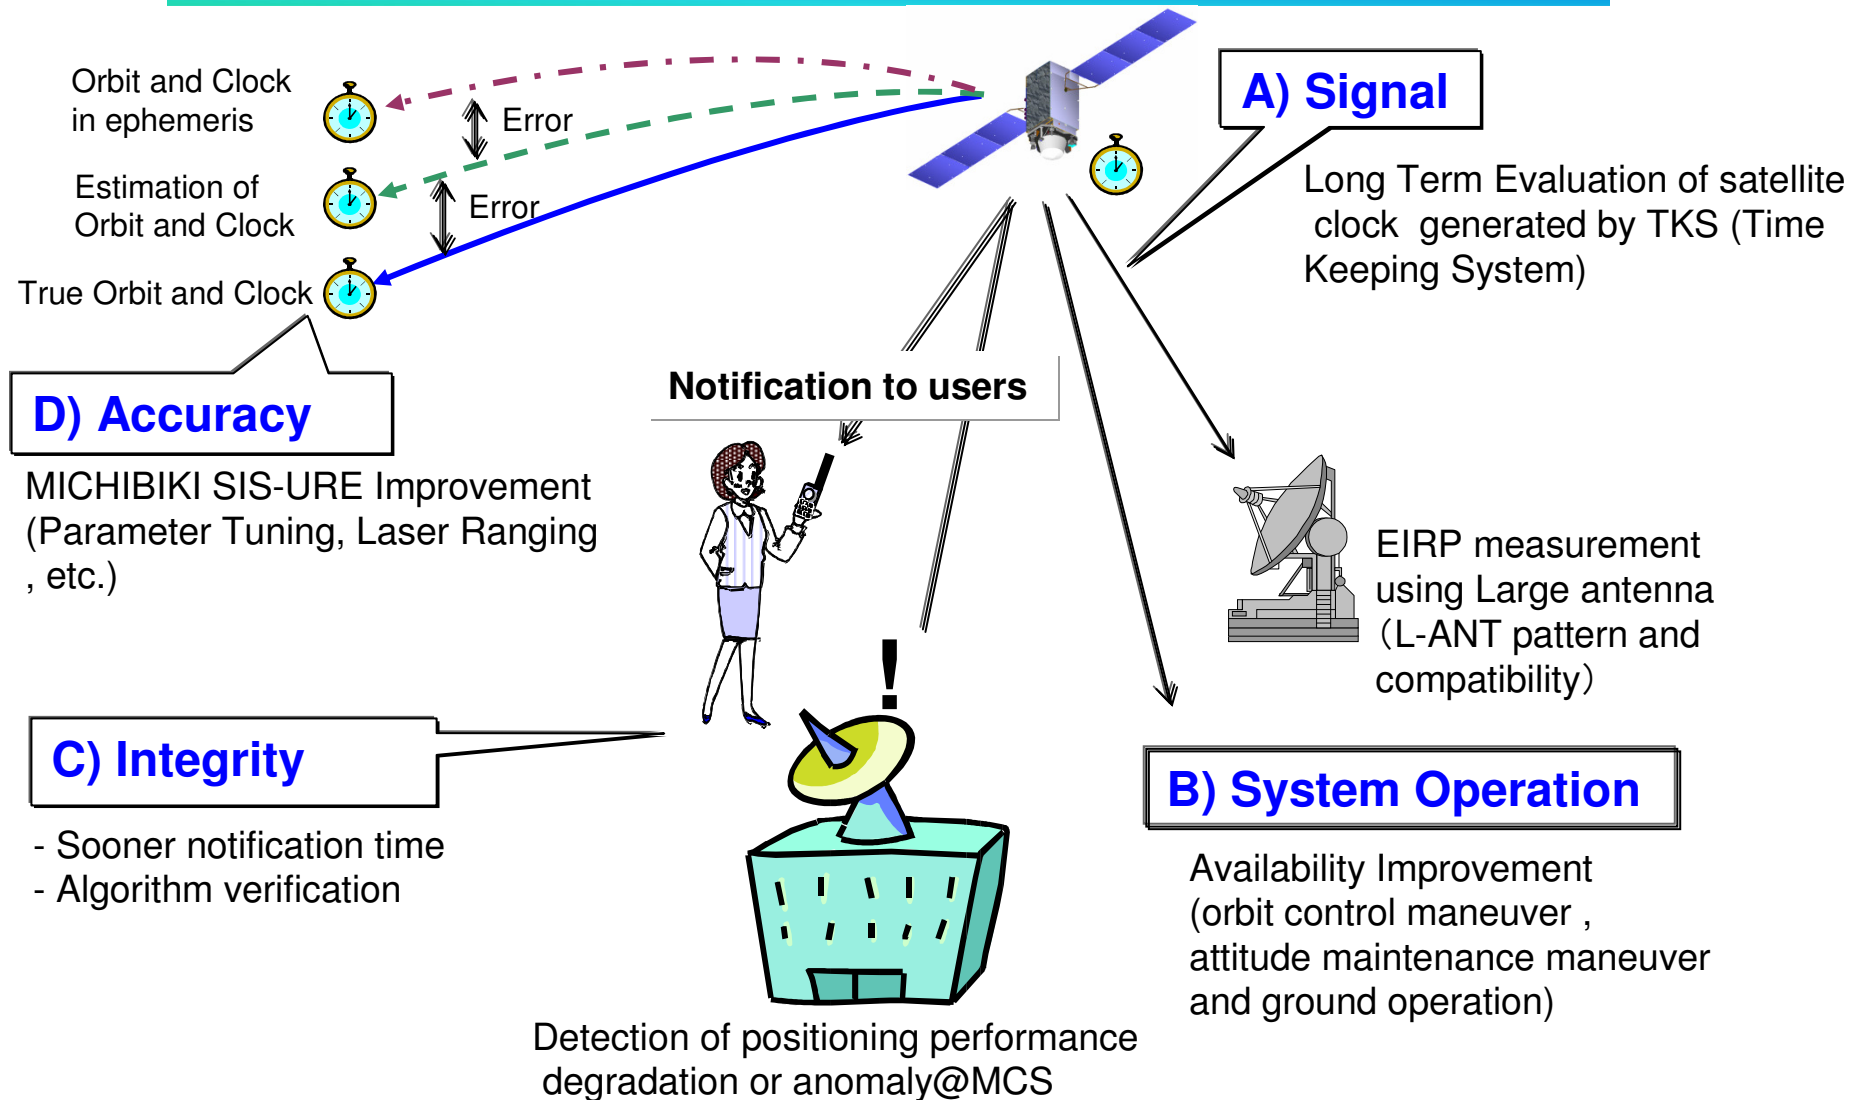 Orbit and Clock
in ephemeris
Error
Estimation of
Orbit and Clock
Error
True Orbit and Clock
A) Signal
Long Term Evaluation of satellite
clock generated by TKS (Time
Keeping System)
D) Accuracy
MICHIBIKI SIS-URE Improvement
(Parameter Tuning, Laser Ranging
, etc.)
Notification to users
EIRP measurement
using Large antenna
（L-ANT pattern and
compatibility）
!
C) Integrity
- Sooner notification time
- Algorithm verification
B) System Operation
Availability Improvement
(orbit control maneuver ,
attitude maintenance maneuver
and ground operation)
Detection of positioning performance
degradation or anomaly@MCS